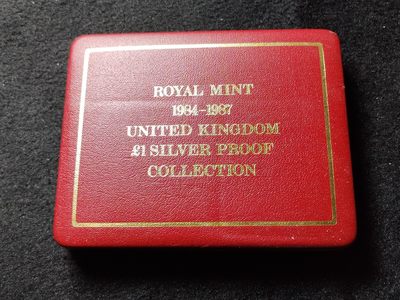 ROYAL MINT
1984-1987
UNITED KINGDOM
£1 SILVER PROOF
COLLECTION